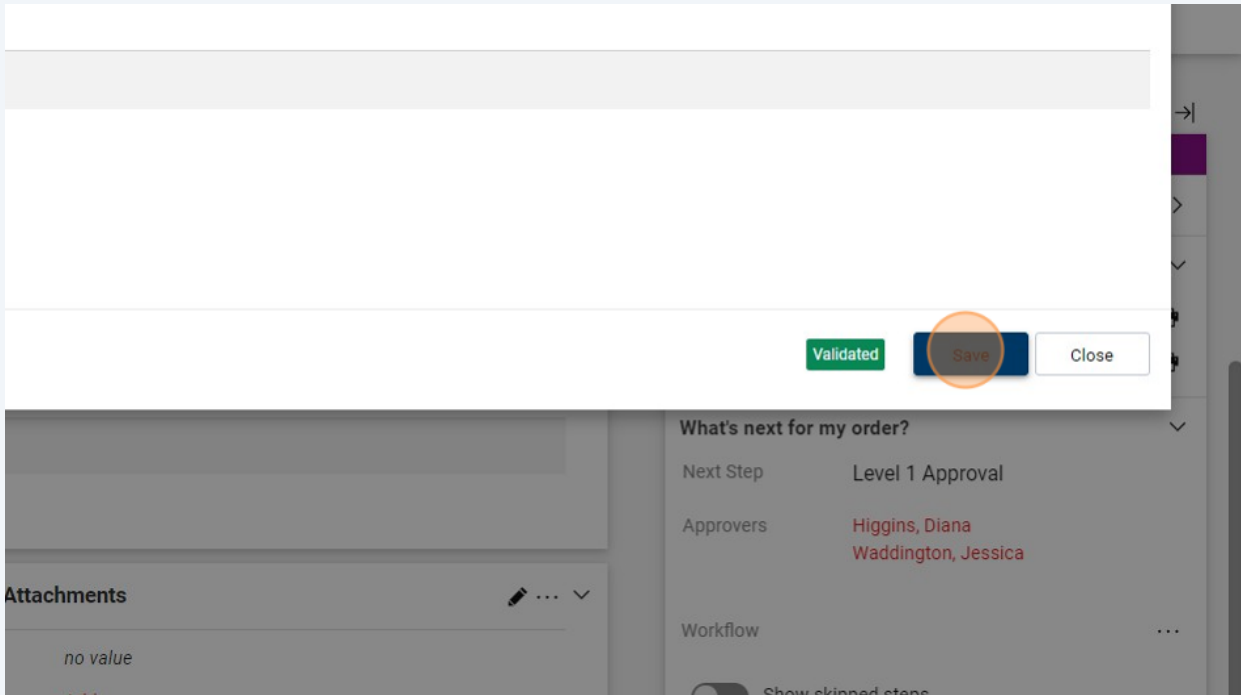 Validated
Save
Close
What's next for my order?
Next Step
Level 1 Approval
Approvers
Higgins, Diana
Waddington, Jessica
Attachments
no value
Workflow
Show skipped steps